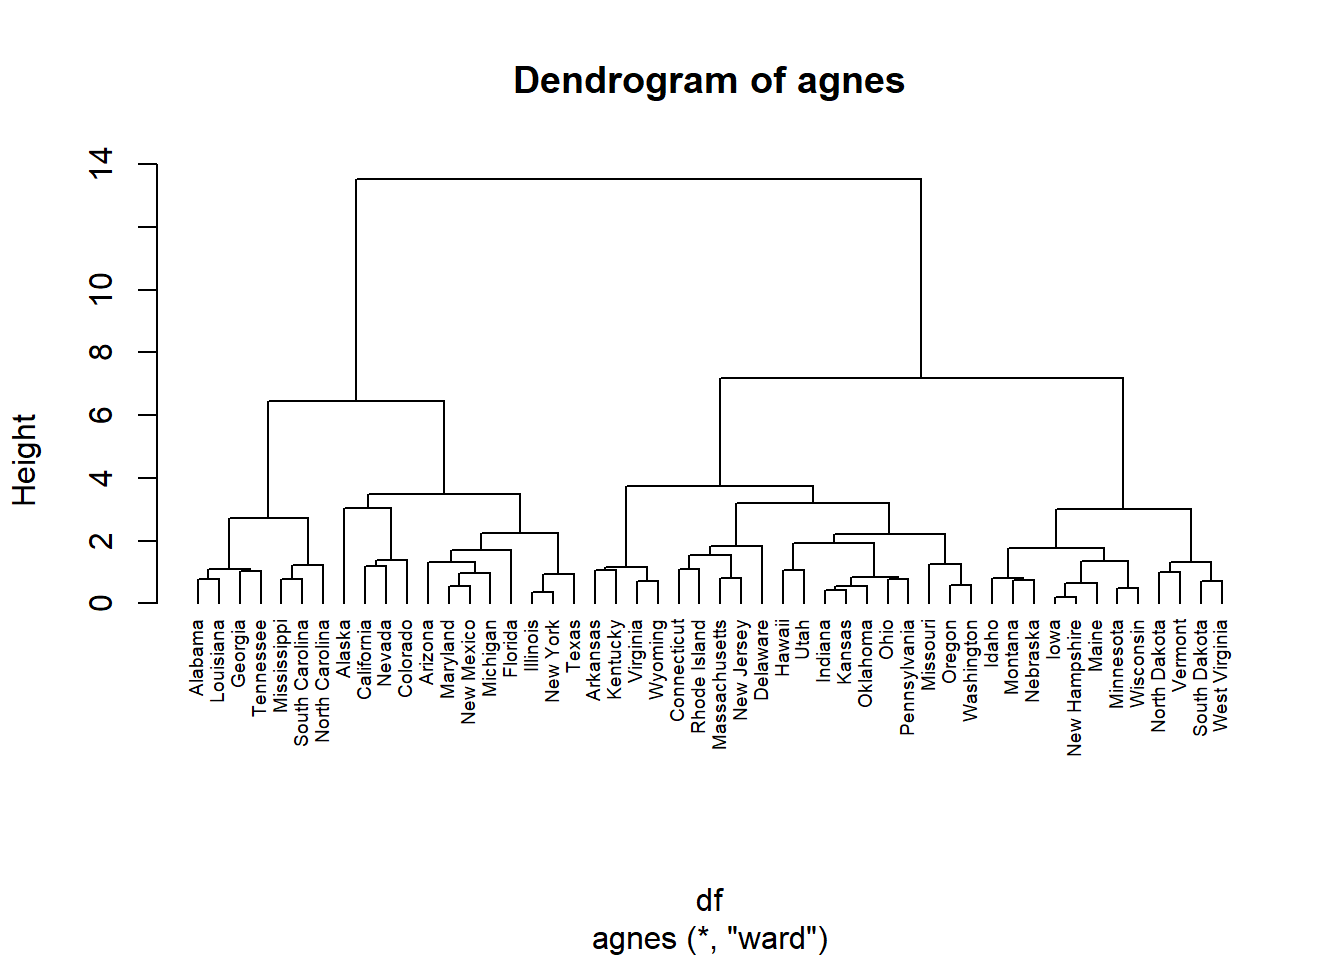 Dendrogram of agnes
Height
14
10
8
6
4
2
0
Alabama
Louisiana
Georgia
Tennessee
Mississippi
South Carolina
North Carolina
Alaska
California
Nevada
Colorado
Arizona
Maryland
New Mexico
Michigan
Florida
Illinois
New York
Texas
Arkansas
Kentucky
Virginia
Wyoming
Connecticut
Rhode Island
Massachusetts
New Jersey
Delaware
Hawaii
Utah
Indiana
Kansas
Oklahoma
Ohio
Pennsylvania
Missouri
Oregon
Washington
Idaho
Montana
Nebraska
Iowa
New Hampshire
Maine
Minnesota
Wisconsin
North Dakota
Vermont
South Dakota
West Virginia
df
agnes (*, "ward")